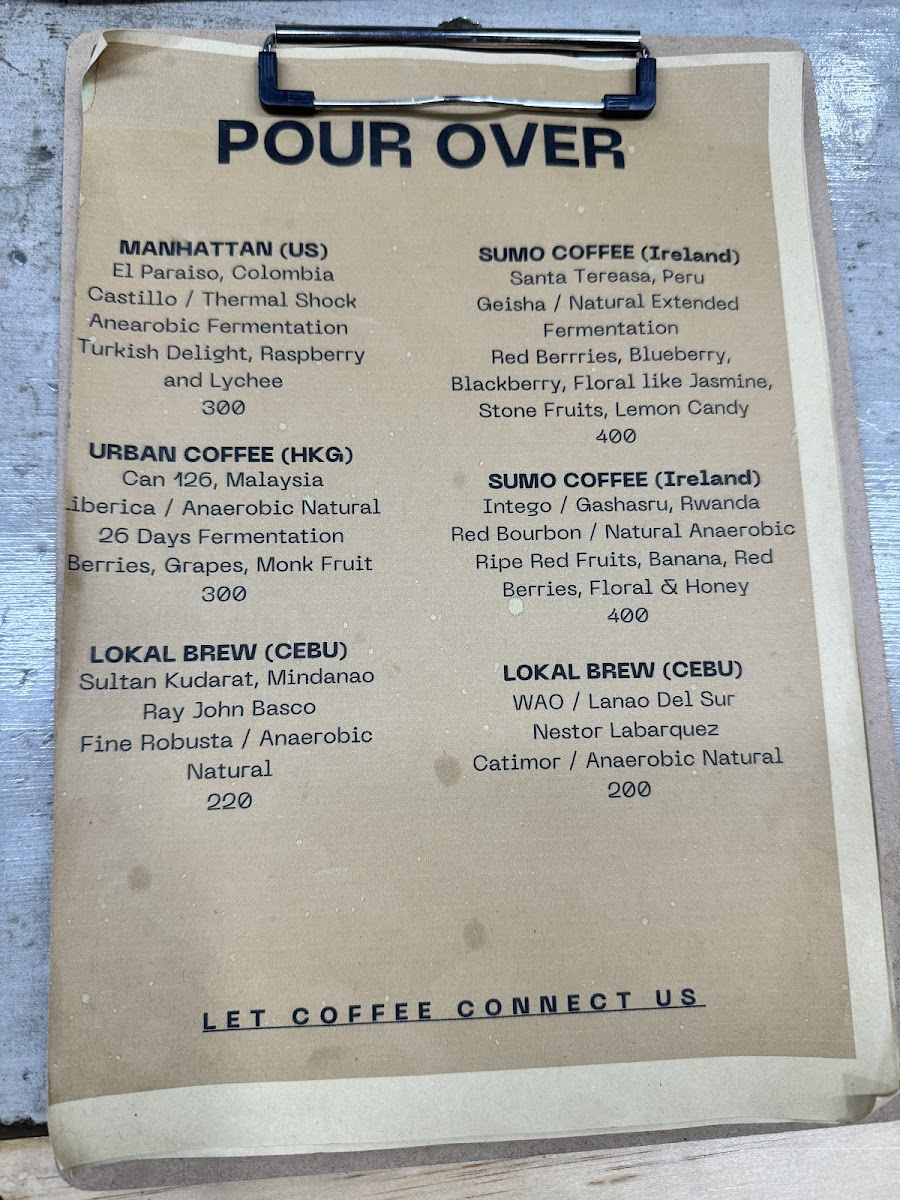 POUR OVER
MANHATTAN (US)
El Paraiso, Colombia
Castillo / Thermal Shock
Anearobic Fermentation
Turkish Delight, Raspberry
and Lychee
300
URBAN COFFEE (HKG)
Can 126, Malaysia
Liberica / Anaerobic Natural
26 Days Fermentation
Berries, Grapes, Monk Fruit
300
LOKAL BREW (CEBU)
Sultan Kudarat, Mindanao
Ray John Basco
Fine Robusta / Anaerobic
Natural
220
SUMO COFFEE (Ireland)
Santa Tereasa, Peru
Geisha / Natural Extended
Fermentation
Red Berrries, Blueberry,
Blackberry, Floral like Jasmine,
Stone Fruits, Lemon Candy
400
SUMO COFFEE (Ireland)
Intego / Gashasru, Rwanda
Red Bourbon / Natural Anaerobic
Ripe Red Fruits, Banana, Red
Berries, Floral & Honey
400
LOKAL BREW (CEBU)
WAO / Lanao Del Sur
Nestor Labarquez
Catimor / Anaerobic Natural
200
LET COFFEE CONNECT US